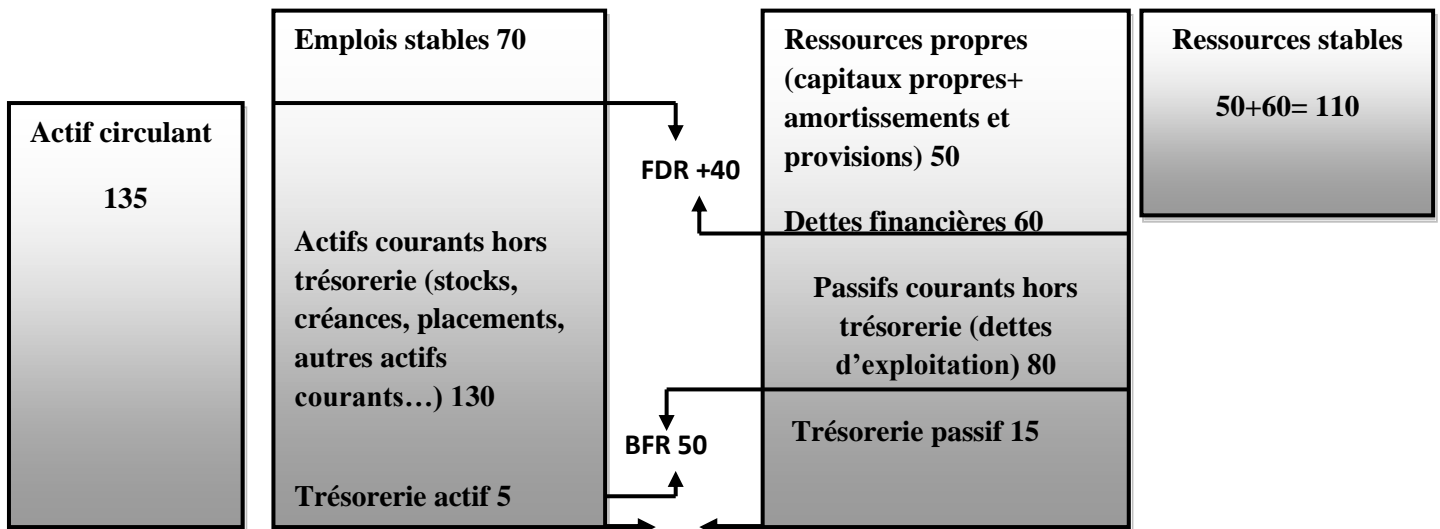 Actif circulant
135
Emplois stables 70
Actifs courants hors
trésorerie (stocks,
créances, placements,
autres actifs
courants…) 130
Trésorerie actif 5
FDR +40
BFR 50
Ressources propres
(capitaux propres+
amortissements et
provisions) 50
Dettes financières 60
Passifs courants hors
trésorerie (dettes
d’exploitation) 80
Trésorerie passif 15
Ressources stables
50+60= 110